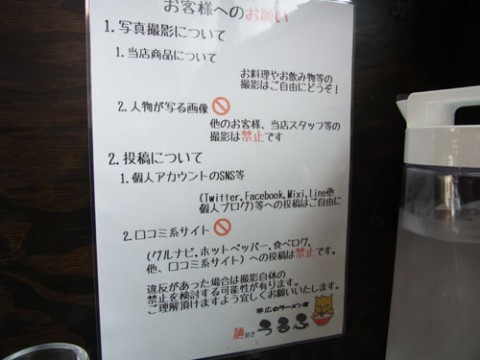 お客様へのお願い
1.写真撮影について
1.当店商品について
お料理やお飲み物等の
撮影はご自由にどうぞ!
2.人物が写る画像
他のお客様、当店スタッフ等の
撮影は禁止です
2.投稿について
1.個人アカウントのSNS等
(Twitter,Facebook,Mixi,Line他
個人ブログ)等への投稿はご自由に
2.口コミ系サイト
(グルナビ,ホットペッパー,食べログ,
他、口コミ系サイト)への投稿は禁止です。
違反があった場合は撮影自体の
禁止を検討する可能性が有ります。
ご理解頂けますよう宜しくお願いいたします。
帯広のラーメン屋
麺 うるふ